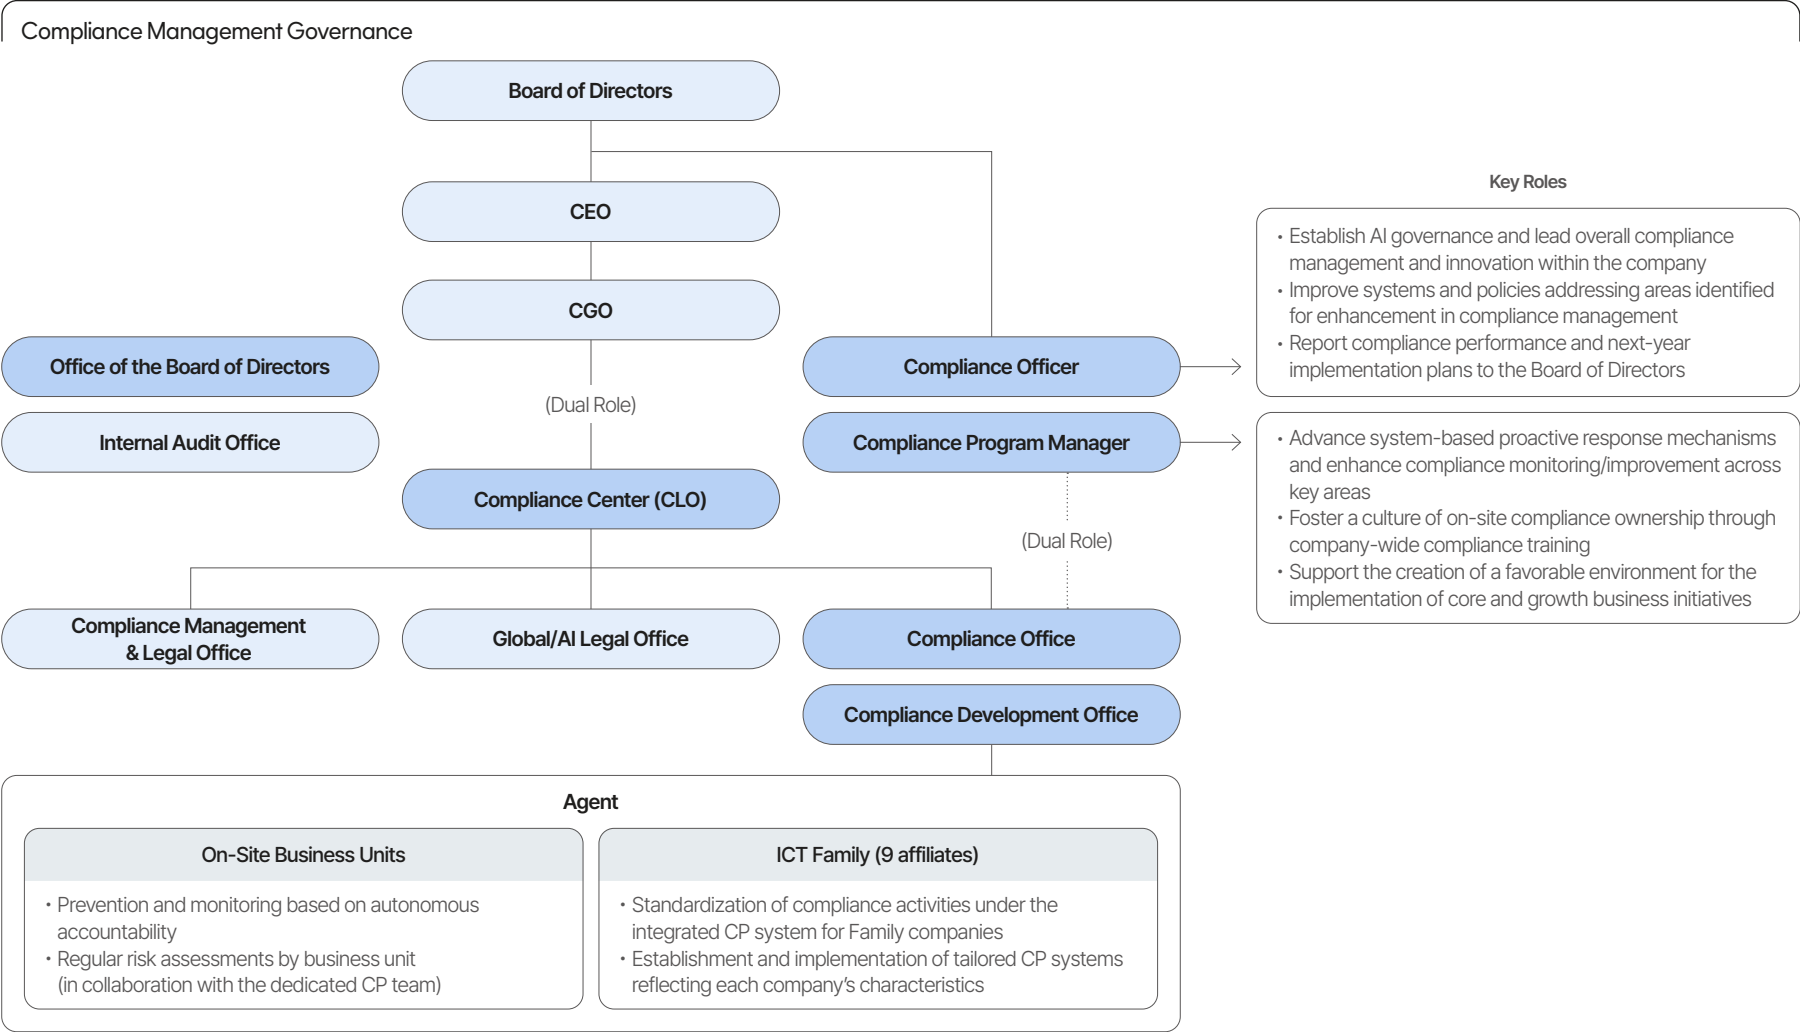 Compliance Management Governance
Board of Directors
CEO
CGO
Office of the Board of Directors
Internal Audit Office
(Dual Role)
Compliance Officer
Compliance Program Manager
Compliance Center (CLO)
(Dual Role)
Compliance Management
& Legal Office
Global/AI Legal Office
Compliance Office
Compliance Development Office
Key Roles
• Establish AI governance and lead overall compliance
management and innovation within the company
• Improve systems and policies addressing areas identified
for enhancement in compliance management
• Report compliance performance and next-year
implementation plans to the Board of Directors
• Advance system-based proactive response mechanisms
and enhance compliance monitoring/improvement across
key areas
• Foster a culture of on-site compliance ownership through
company-wide compliance training
• Support the creation of a favorable environment for the
implementation of core and growth business initiatives
Agent
On-Site Business Units
• Prevention and monitoring based on autonomous
accountability
• Regular risk assessments by business unit
(in collaboration with the dedicated CP team)
ICT Family (9 affiliates)
• Standardization of compliance activities under the
integrated CP system for Family companies
• Establishment and implementation of tailored CP systems
reflecting each company's characteristics